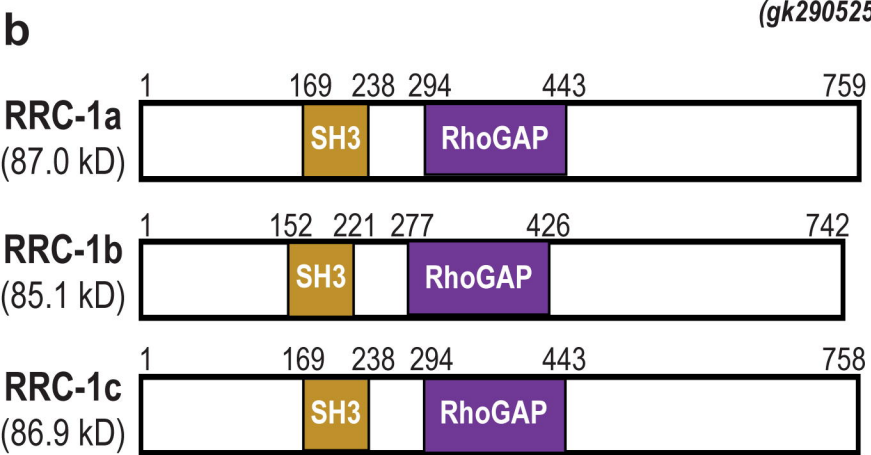 (gk290525
b
1 169 238 294 443 759
RRC-1a
(87.0 kD)
SH3 RhoGAP
1 152 221 277 426 742
RRC-1b
(85.1 kD)
SH3 RhoGAP
1 169 238 294 443 758
RRC-1c
(86.9 kD)
SH3 RhoGAP